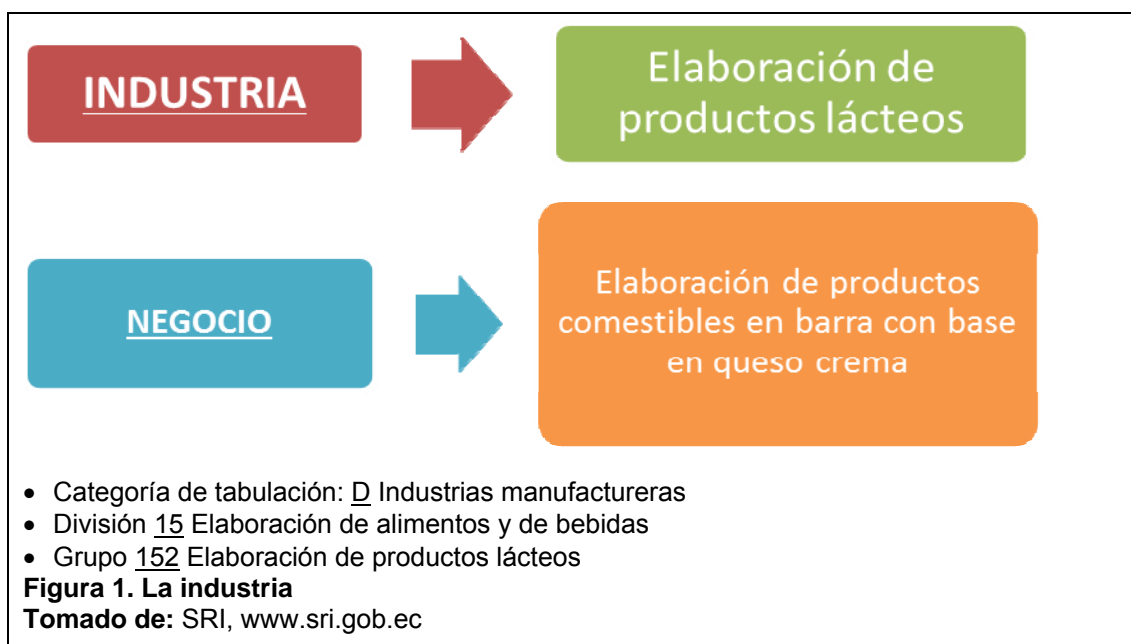 INDUSTRIA
Elaboración de
productos lácteos
NEGOCIO
Elaboración de productos
comestibles en barra con base
en queso crema
• Categoría de tabulación: D Industrias manufactureras
• División 15 Elaboración de alimentos y de bebidas
• Grupo 152 Elaboración de productos lácteos
Figura 1. La industria
Tomado de: SRI, www.sri.gob.ec